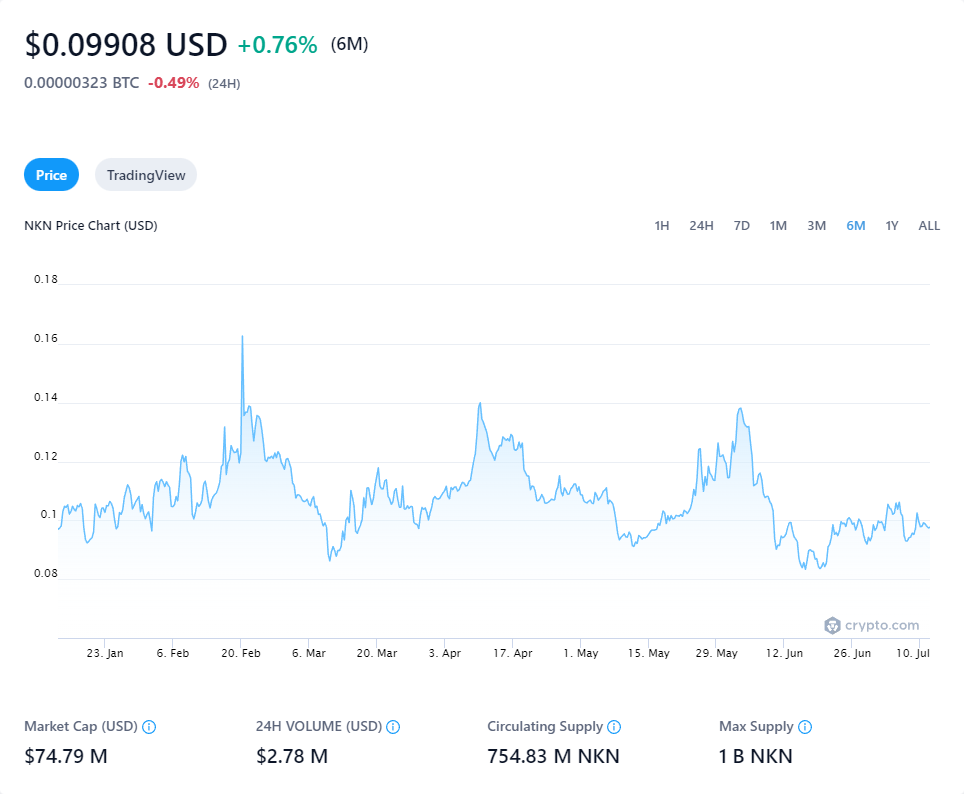 $0.09908 USD +0.76% (6M)
0.00000323 BTC -0.49% (24H)
Price TradingView
NKN Price Chart (USD) 1H 24H 7D 1M 3M 6M 1Y ALL
0.18
0.16
0.14
0.12
0.1
0.08
crypto.com
23. Jan 6. Feb 20. Feb 6. Mar 20. Mar 3. Apr 17. Apr 1. May 15. May 29. May 12. Jun 26. Jun 10. Jul
Market Cap (USD) 24H VOLUME (USD) Circulating Supply Max Supply
$74.79 M $2.78 M 754.83 M NKN 1 B NKN